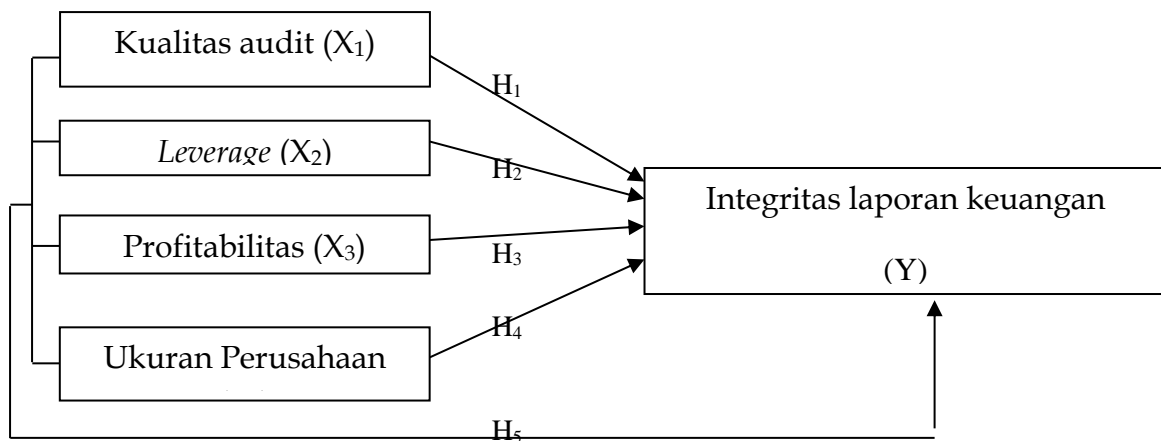 Kualitas audit (X₁)
H₁
Leverage (X₂)
H₂
Integritas laporan keuangan
(Y)
Profitabilitas (X₃)
H₃
H₄
Ukuran Perusahaan
H₅